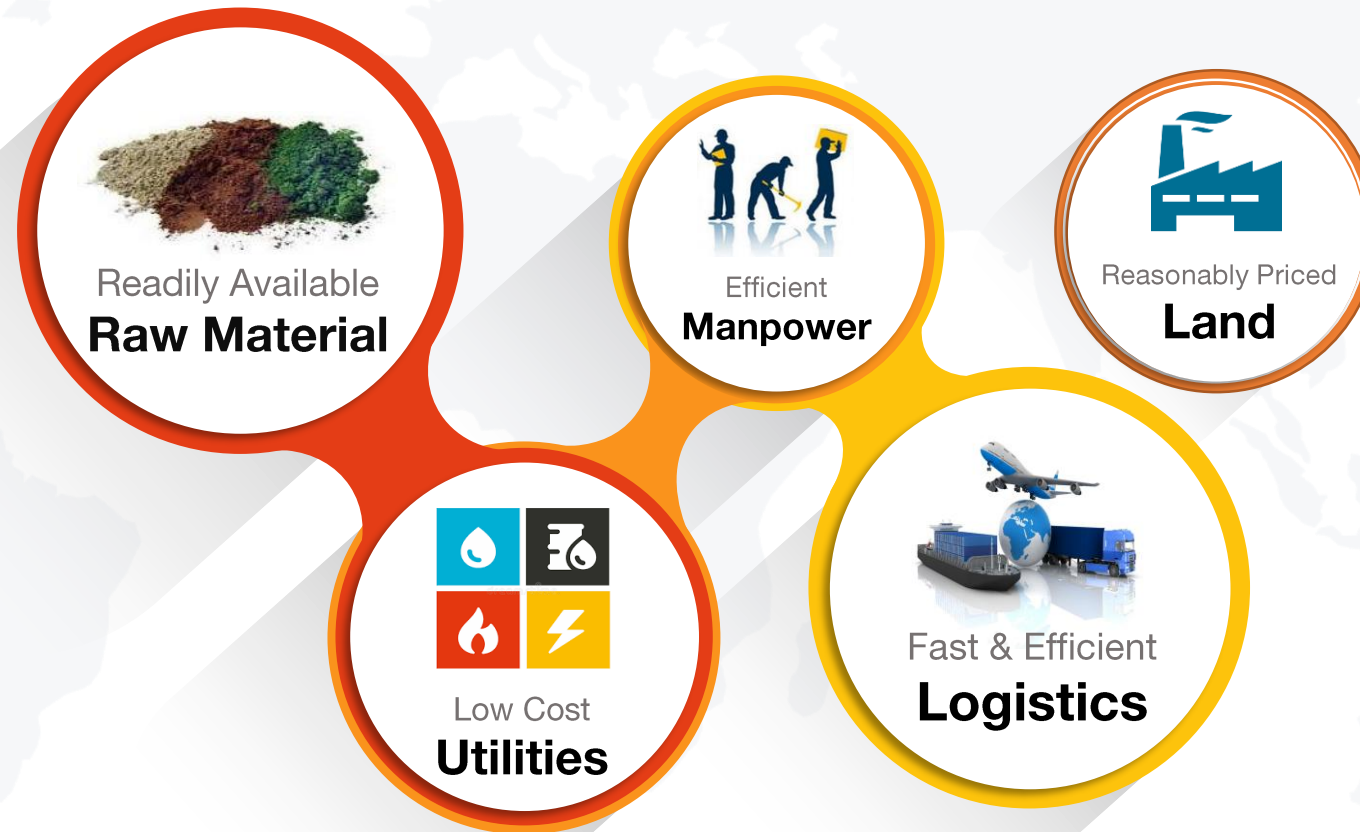 Readily Available
Raw Material
Efficient
Manpower
Reasonably Priced
Land
Low Cost
Utilities
Fast & Efficient
Logistics